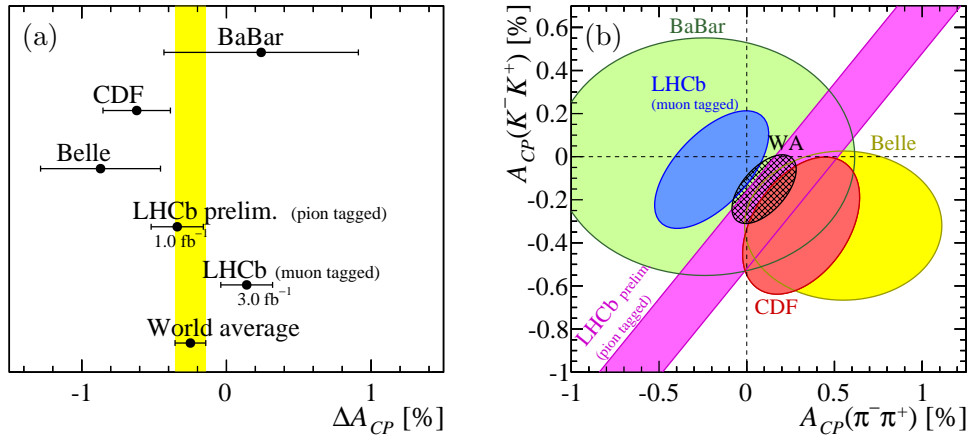 (a)
BaBar
CDF
Belle
LHCb prelim. (pion tagged)
1.0 fb⁻¹
LHCb (muon tagged)
3.0 fb⁻¹
World average
-1 0 1
ΔA_CP [%]
A_CP(K⁻K⁺) [%]
(b)
BaBar
LHCb
(muon tagged)
WA
Belle
LHCb prelim.
(pion tagged)
CDF
0.6
0.4
0.2
0
-0.2
-0.4
-0.6
-0.8
-1
-1 -0.5 0 0.5 1
A_CP(π⁻π⁺) [%]